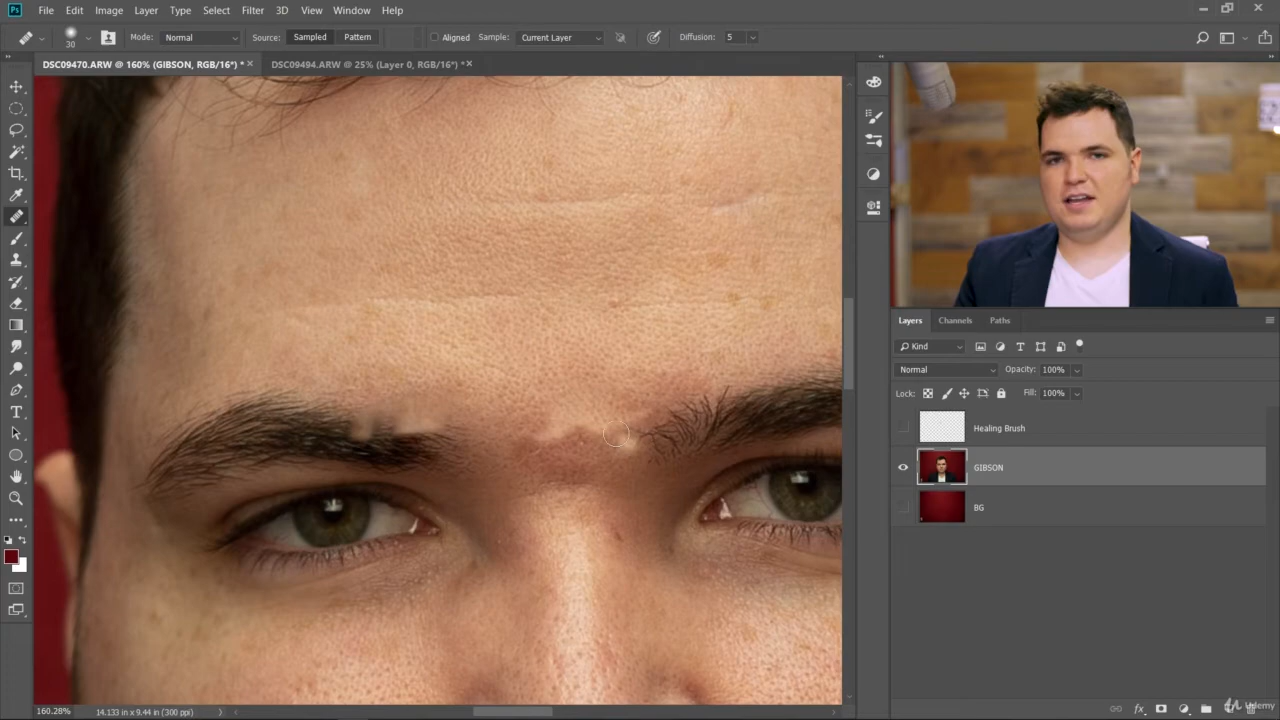 Ps File Edit Image Layer Type Select Filter 3D View Window Help
30 Mode: Normal Source: Sampled Pattern Aligned Sample: Current Layer Diffusion: 5
DSC09470.ARW @ 160% (GIBSON, RGB/16*) * × DSC09494.ARW @ 25% (Layer 0, RGB/16*) * ×
Layers Channels Paths
Kind
Normal Opacity: 100%
Lock: Fill: 100%
Healing Brush
GIBSON
BG
160.28% 14.133 in x 9.44 in (300 ppi)
Udemy